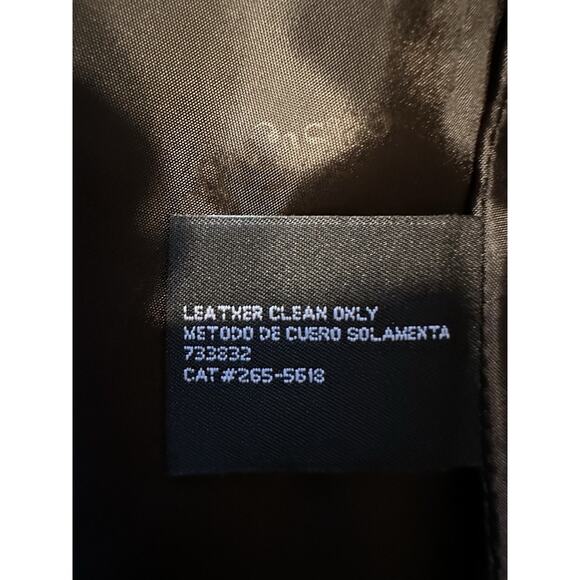 LEATHER CLEAN ONLY
METODO DE CUERO SOLAMENTA
733832
CAT#265-5618